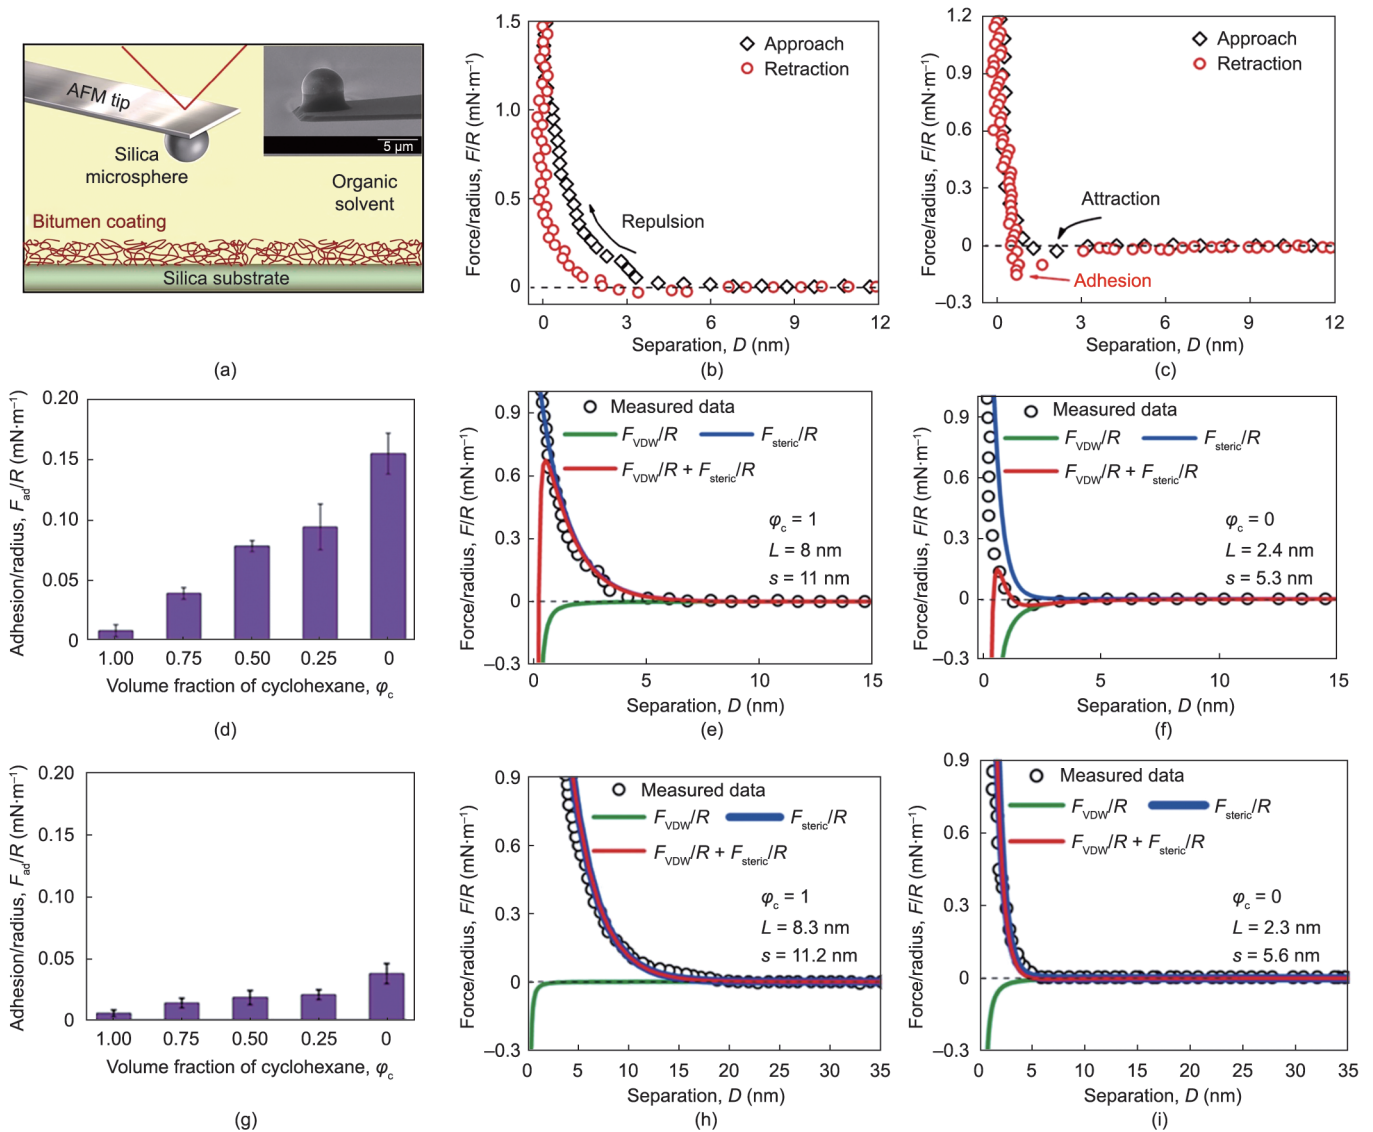 AFM tip
Silica
microsphere
5 μm
Organic
solvent
Bitumen coating
Silica substrate
(a)
Force/radius, F/R (mN·m⁻¹)
1.5
1.0
0.5
0
Approach
Retraction
Repulsion
0 3 6 9 12
Separation, D (nm)
(b)
Force/radius, F/R (mN·m⁻¹)
1.2
0.9
0.6
0.3
0
–0.3
Approach
Retraction
Attraction
Adhesion
0 3 6 9 12
Separation, D (nm)
(c)
Adhesion/radius, F_ad/R (mN·m⁻¹)
0.20
0.15
0.10
0.05
0
1.00 0.75 0.50 0.25 0
Volume fraction of cyclohexane, φ_c
(d)
Force/radius, F/R (mN·m⁻¹)
0.9
0.6
0.3
0
–0.3
Measured data
F_VDW/R F_steric/R
F_VDW/R + F_steric/R
φ_c = 1
L = 8 nm
s = 11 nm
0 5 10 15
Separation, D (nm)
(e)
Force/radius, F/R (mN·m⁻¹)
0.9
0.6
0.3
0
–0.3
Measured data
F_VDW/R F_steric/R
F_VDW/R + F_steric/R
φ_c = 0
L = 2.4 nm
s = 5.3 nm
0 5 10 15
Separation, D (nm)
(f)
Adhesion/radius, F_ad/R (mN·m⁻¹)
0.20
0.15
0.10
0.05
0
1.00 0.75 0.50 0.25 0
Volume fraction of cyclohexane, φ_c
(g)
Force/radius, F/R (mN·m⁻¹)
0.9
0.6
0.3
0
–0.3
Measured data
F_VDW/R F_steric/R
F_VDW/R + F_steric/R
φ_c = 1
L = 8.3 nm
s = 11.2 nm
0 5 10 15 20 25 30 35
Separation, D (nm)
(h)
Force/radius, F/R (mN·m⁻¹)
0.9
0.6
0.3
0
–0.3
Measured data
F_VDW/R F_steric/R
F_VDW/R + F_steric/R
φ_c = 0
L = 2.3 nm
s = 5.6 nm
0 5 10 15 20 25 30 35
Separation, D (nm)
(i)